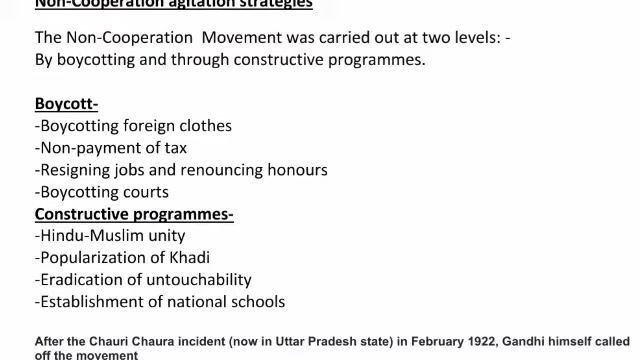 Non-Cooperation agitation strategies
The Non-Cooperation  Movement was carried out at two levels: -
By boycotting and through constructive programmes.
Boycott-
-Boycotting foreign clothes
-Non-payment of tax
-Resigning jobs and renouncing honours
-Boycotting courts
Constructive programmes-
-Hindu-Muslim unity
-Popularization of Khadi
-Eradication of untouchability
-Establishment of national schools
After the Chauri Chaura incident (now in Uttar Pradesh state) in February 1922, Gandhi himself called
off the movement